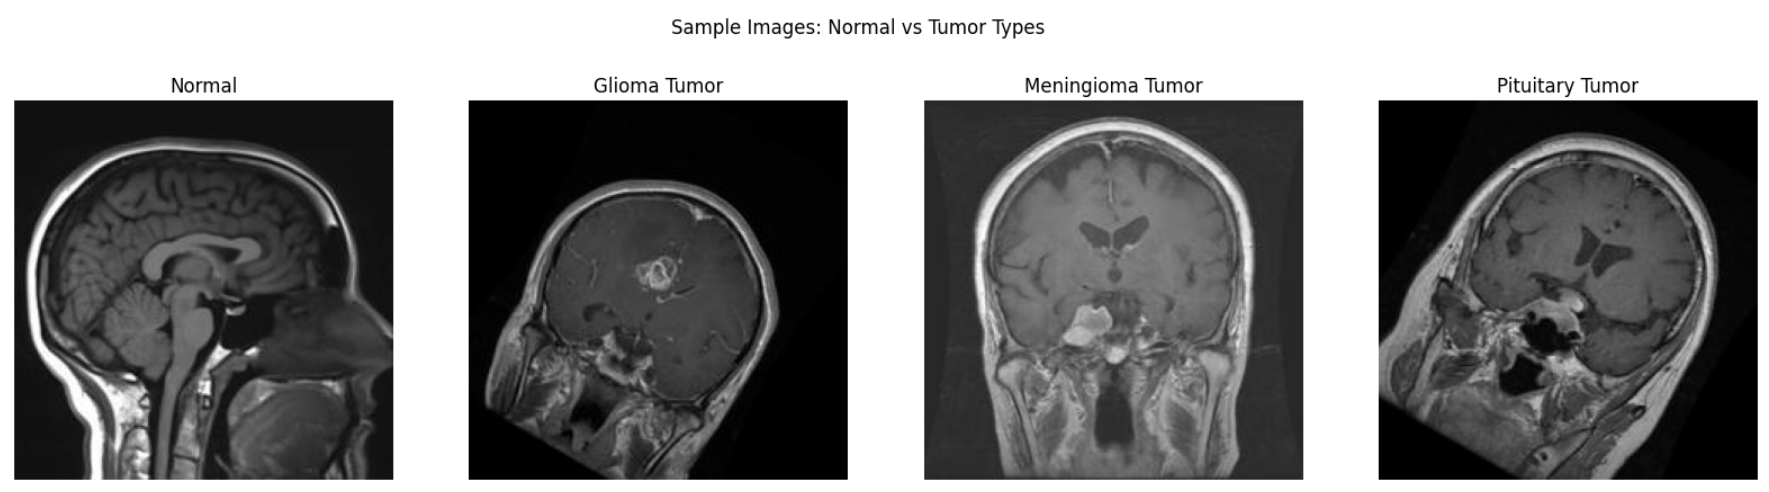 Sample Images: Normal vs Tumor Types
Normal
Glioma Tumor
Meningioma Tumor
Pituitary Tumor